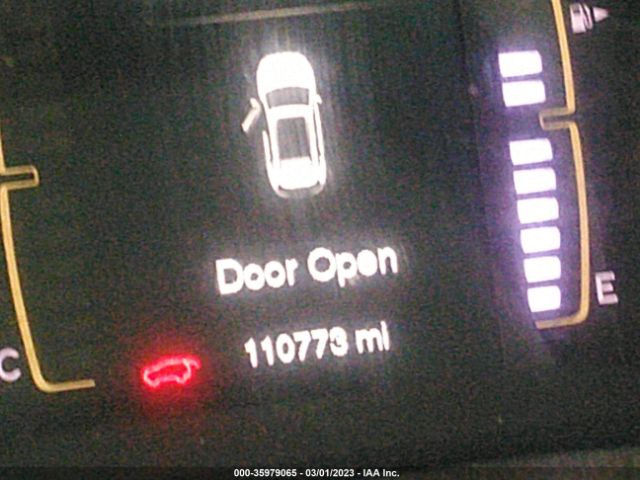 Door Open
E
110773 mi
C
000-35979065 - 03/01/2023 - IAA Inc.